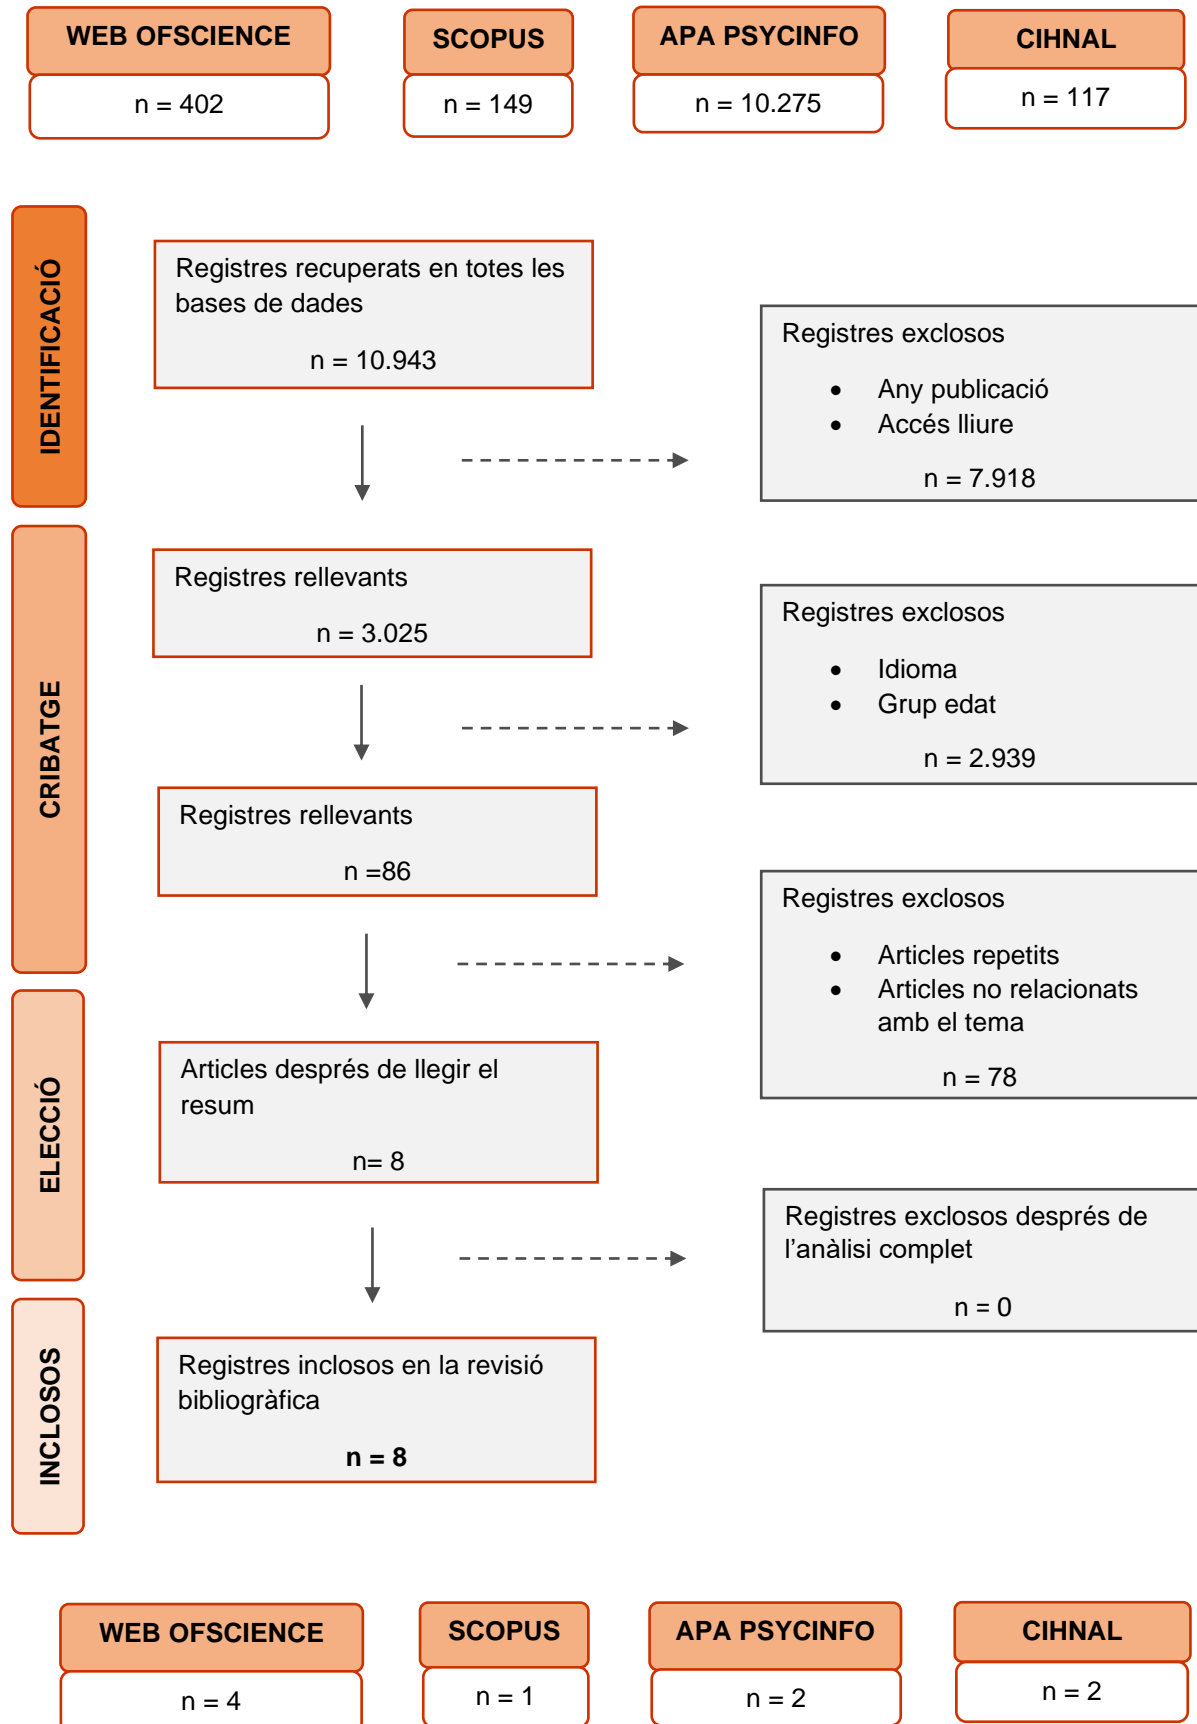 WEB OFSCIENCE
n = 402
SCOPUS
n = 149
APA PSYCINFO
n = 10.275
CIHNAL
n = 117
IDENTIFICACIÓ
Registres recuperats en totes les
bases de dades
n = 10.943
Registres exclosos
• Any publicació
• Accés lliure
n = 7.918
CRIBATGE
Registres rellevants
n = 3.025
Registres exclosos
• Idioma
• Grup edat
n = 2.939
Registres rellevants
n =86
Registres exclosos
• Articles repetits
• Articles no relacionats
amb el tema
n = 78
ELECCIÓ
Articles després de llegir el
resum
n= 8
Registres exclosos després de
l’anàlisi complet
n = 0
INCLOSOS
Registres inclosos en la revisió
bibliogràfica
n = 8
WEB OFSCIENCE
n = 4
SCOPUS
n = 1
APA PSYCINFO
n = 2
CIHNAL
n = 2